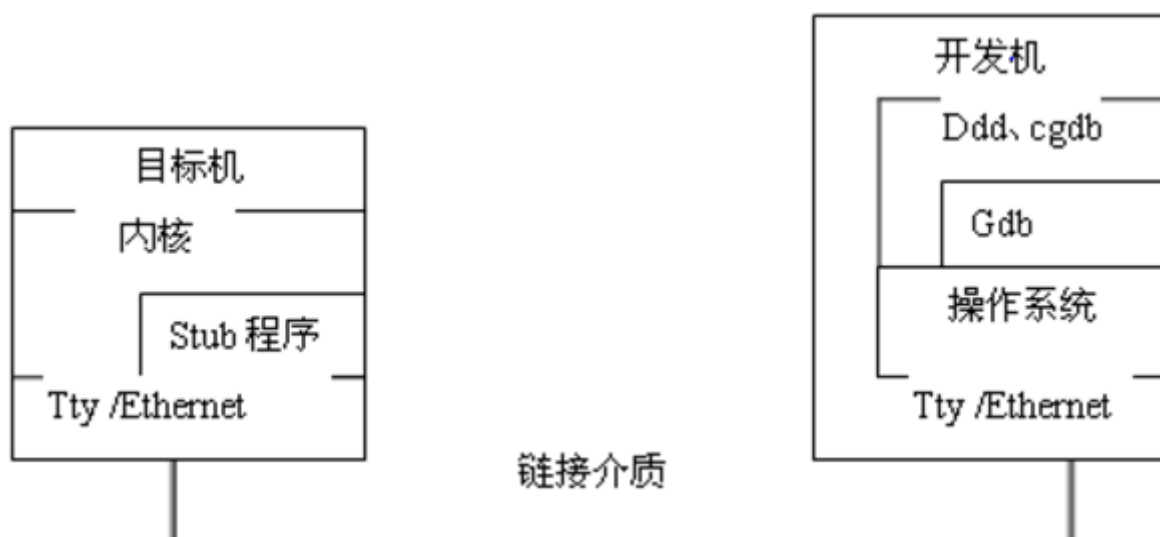 目标机
内核
Stub 程序
Tty /Ethernet
链接介质
开发机
Ddd、cgdb
Gdb
操作系统
Tty /Ethernet